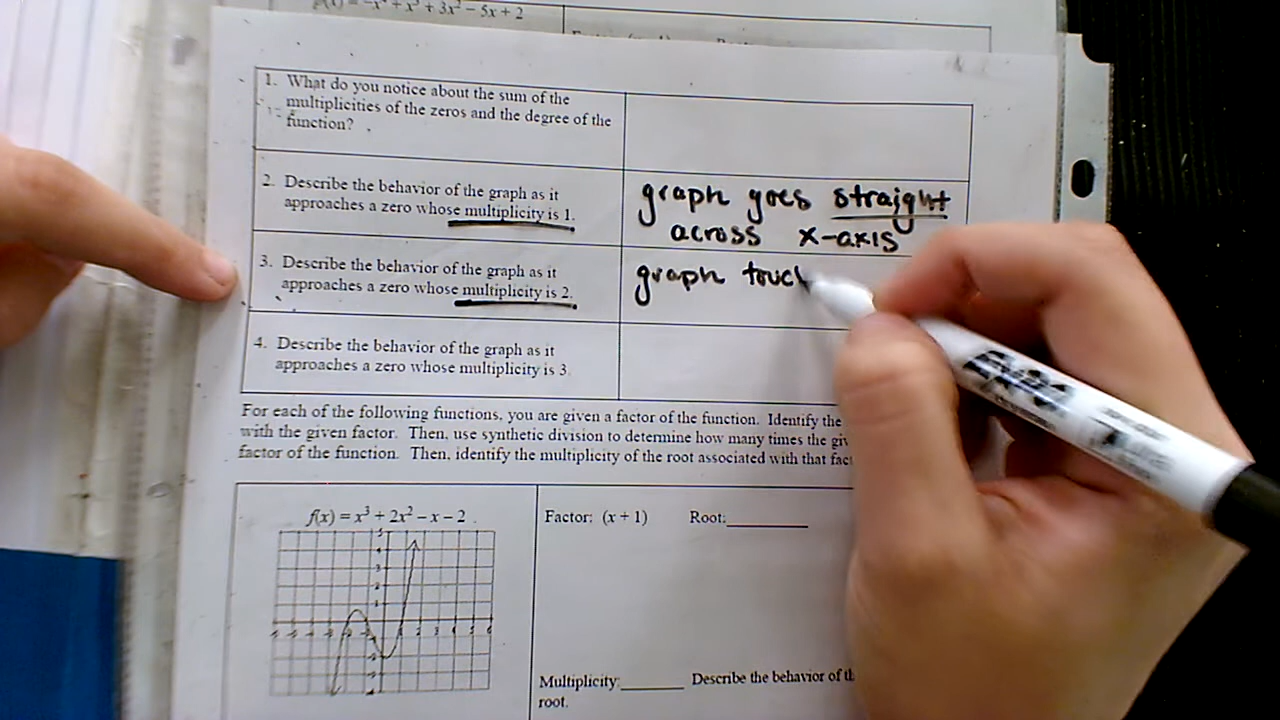 + 3x² − 5x + 2
1. What do you notice about the sum of the
multiplicities of the zeros and the degree of the
function?
2. Describe the behavior of the graph as it
approaches a zero whose multiplicity is 1.
graph goes straight
across x-axis
3. Describe the behavior of the graph as it
approaches a zero whose multiplicity is 2.
graph touch
4. Describe the behavior of the graph as it
approaches a zero whose multiplicity is 3.
For each of the following functions, you are given a factor of the function. Identify the
with the given factor. Then, use synthetic division to determine how many times the giv
factor of the function. Then, identify the multiplicity of the root associated with that fac
f(x) = x³ + 2x² − x − 2
Factor: (x + 1) Root:
Multiplicity: Describe the behavior of th
root.
EXPO